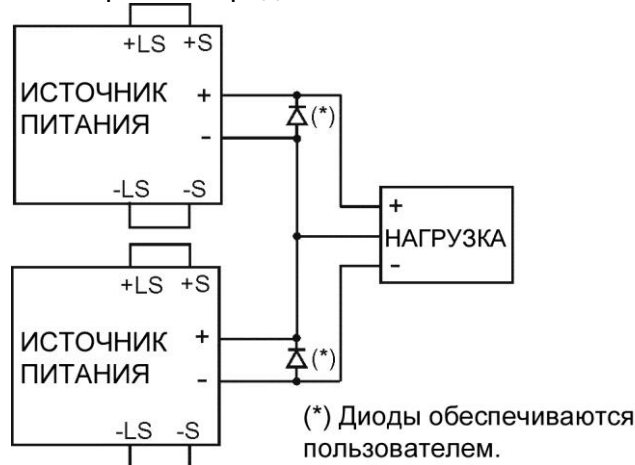 +LS +S
ИСТОЧНИК
ПИТАНИЯ
+
-
(*)
-LS -S
+
НАГРУЗКА
-
+LS +S
ИСТОЧНИК
ПИТАНИЯ
+
-
(*)
-LS -S
(*) Диоды обеспечиваются
пользователем.